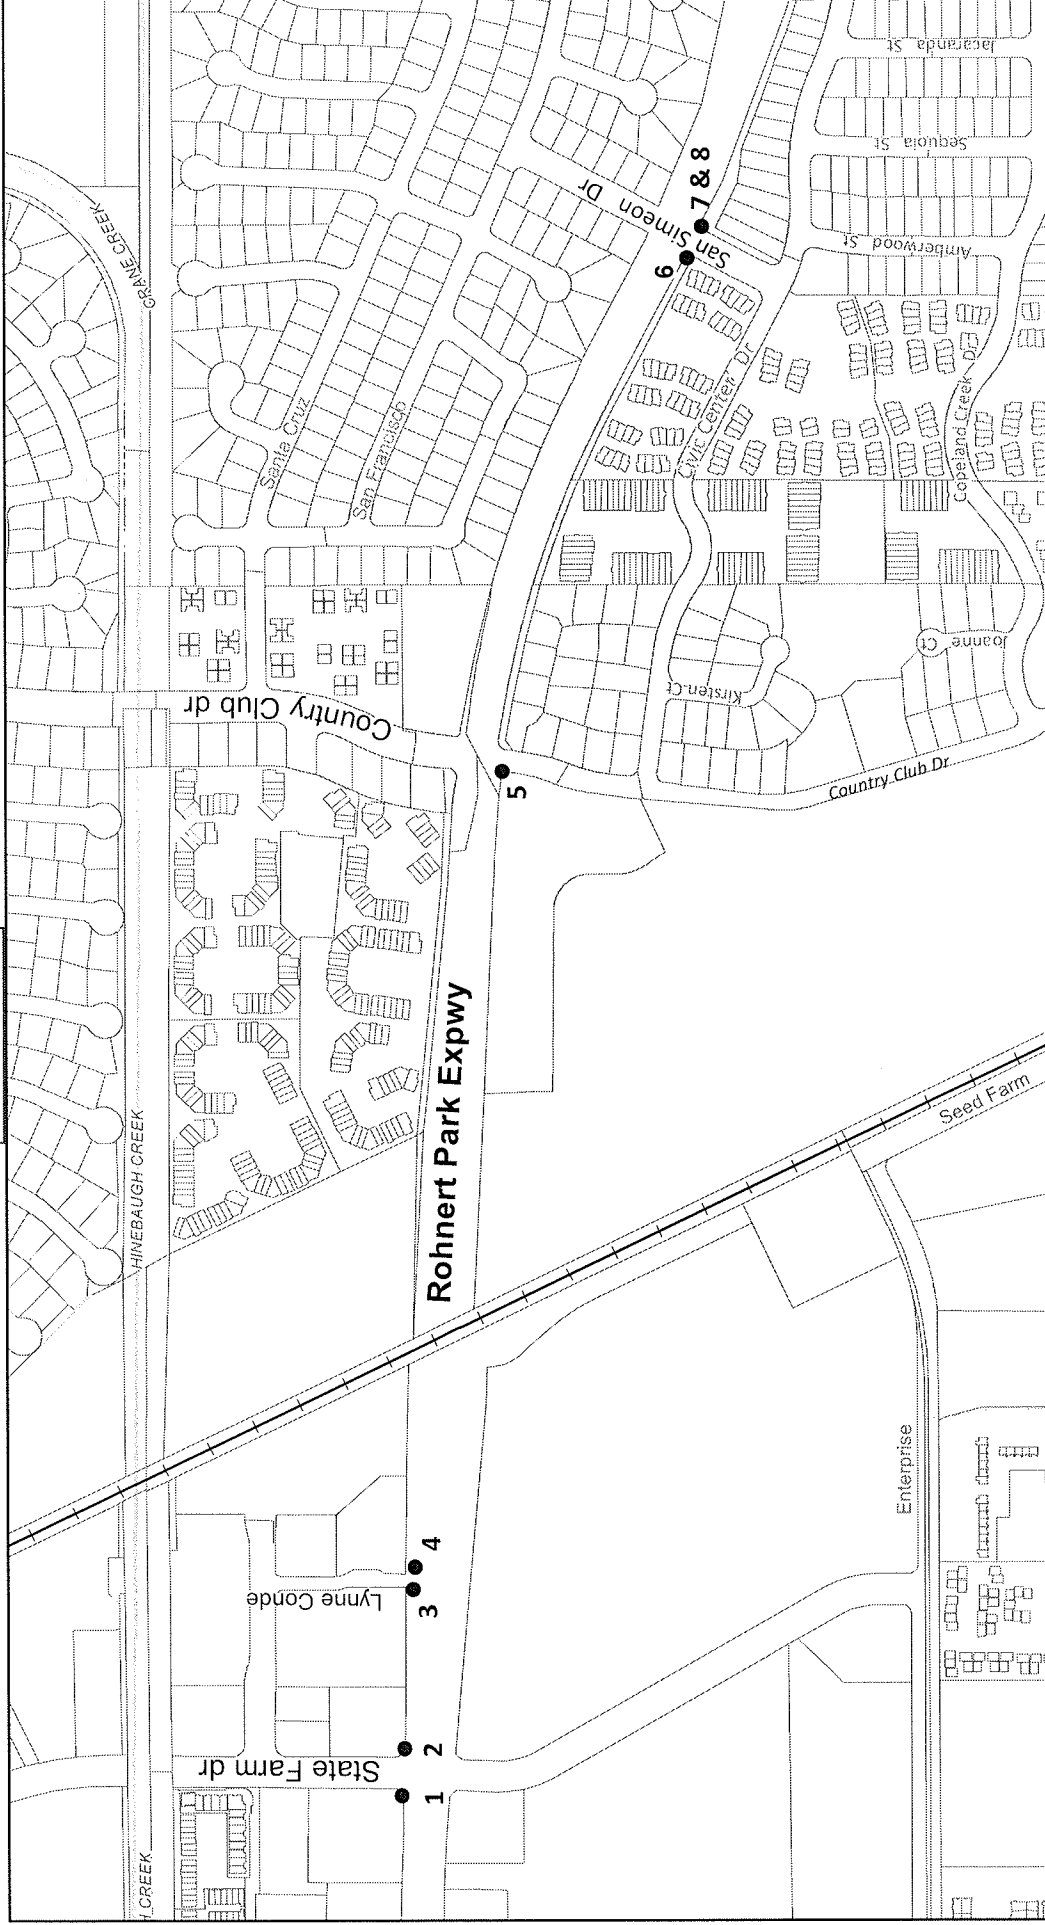 CRANE CREEK
HINEBAUGH CREEK
H CREEK
Jacaranda St
Sequoia St
Amberwood St
San Simeon Dr
7 & 8
6
Santa Cruz
San Francisco
Civic Center Dr
Copeland Creek Dr
Country Club dr
Kirsten Ct
Joanne Ct
5
Country Club Dr
Rohnert Park Expwy
Seed Farm
Enterprise
Lynne Conde
4
3
State Farm dr
2
1